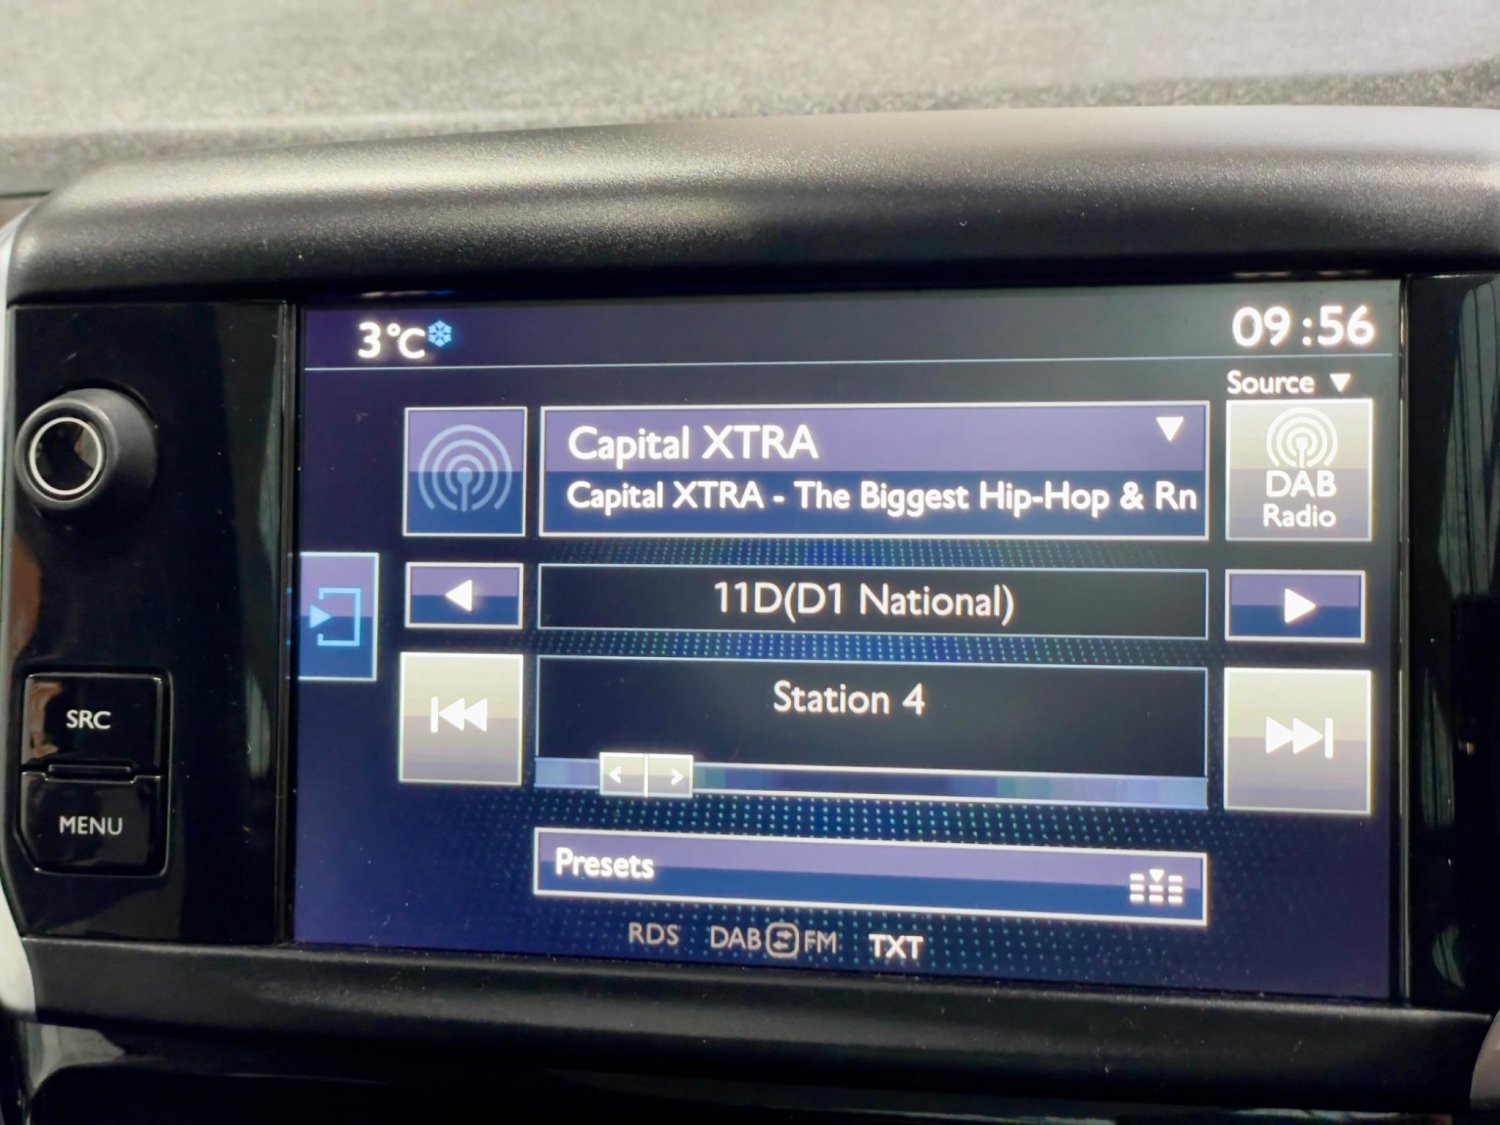 3°C
09:56
Source
Capital XTRA
Capital XTRA - The Biggest Hip-Hop & Rn
DAB
Radio
11D(D1 National)
SRC
Station 4
MENU
Presets
RDS DAB FM TXT